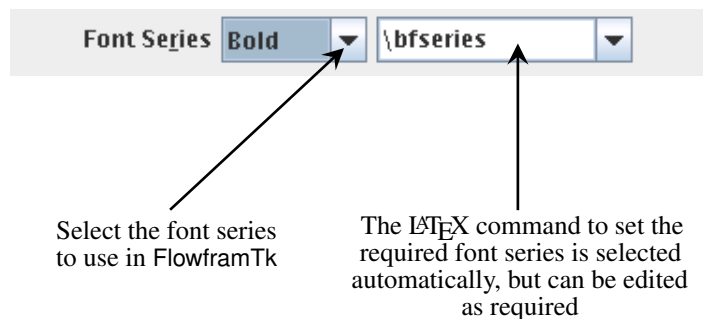 Font Series Bold \bfseries
Select the font series
to use in FlowframTk
The LATEX command to set the
required font series is selected
automatically, but can be edited
as required